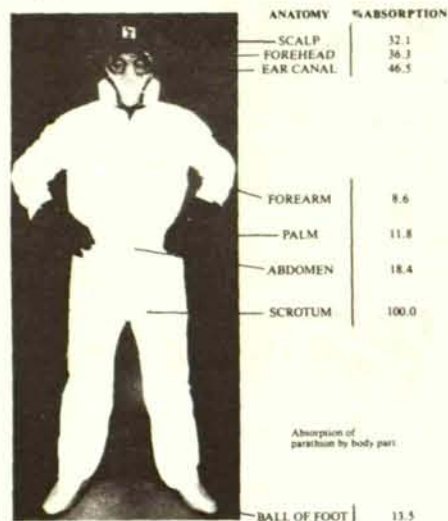 ANATOMY %ABSORPTION
SCALP 32.1
FOREHEAD 36.3
EAR CANAL 46.5
FOREARM 8.6
PALM 11.8
ABDOMEN 18.4
SCROTUM 100.0
Absorption of
parathion by body part
BALL OF FOOT 13.5